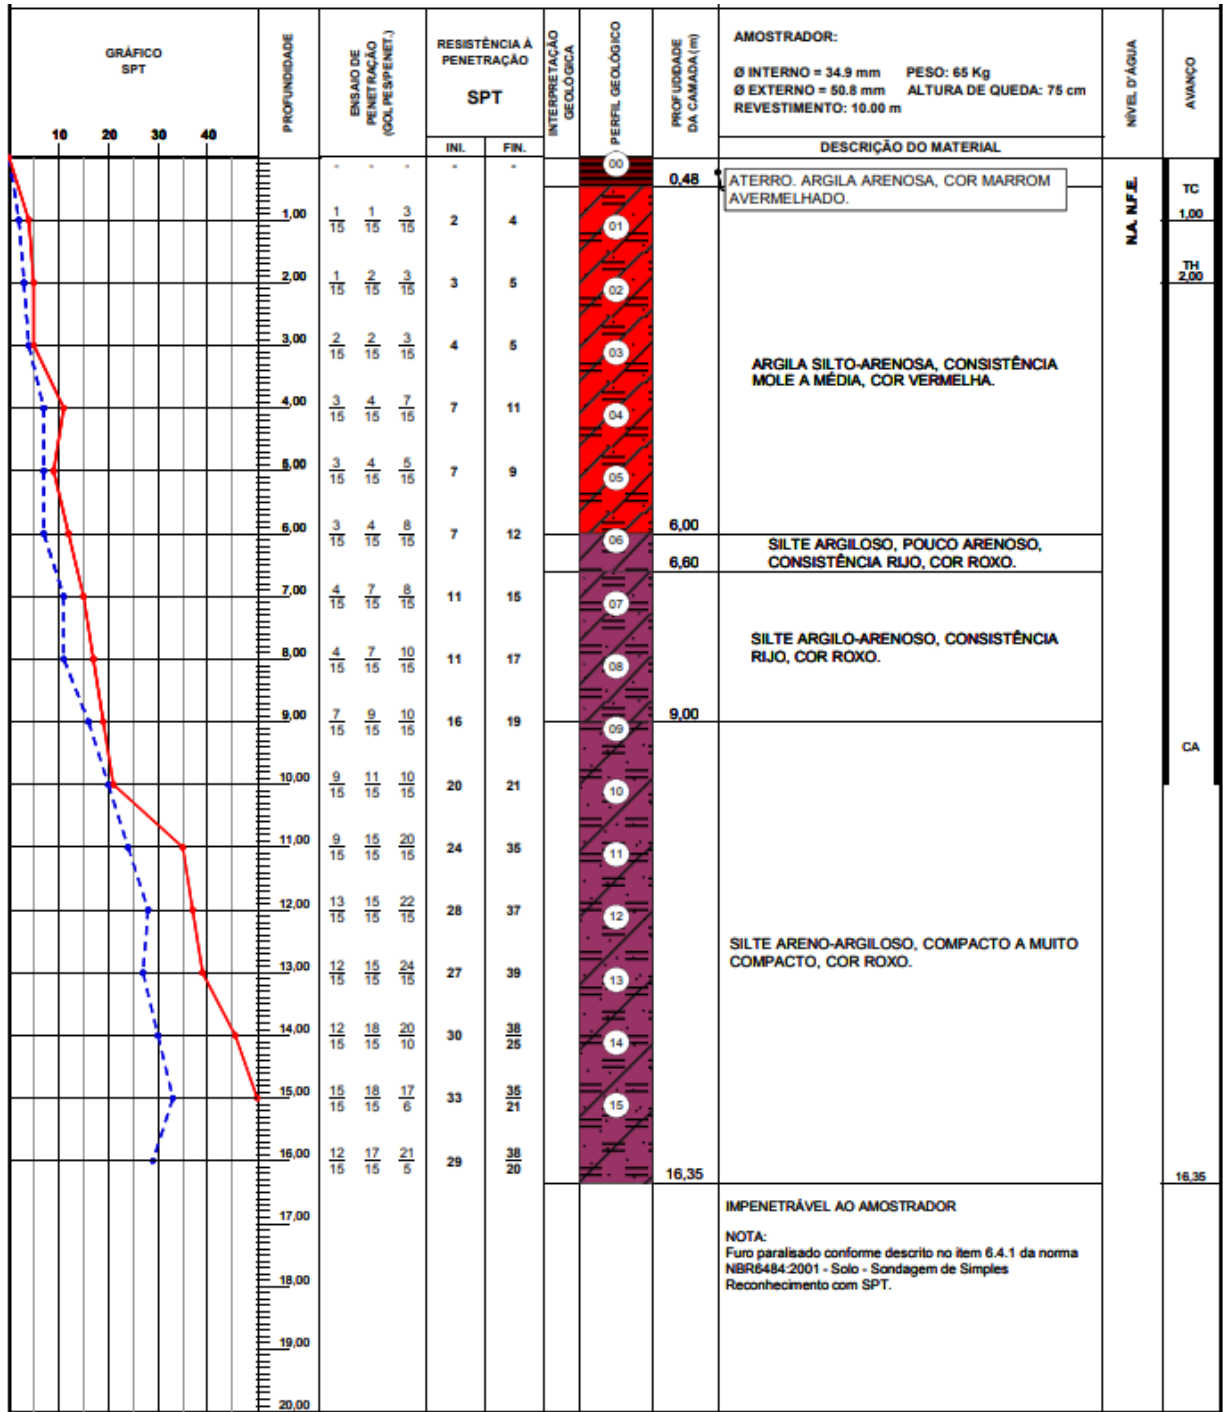 GRÁFICO
SPT
10 20 30 40
PROFUNDIDADE
ENSAIO DE
PENETRAÇÃO
(GOLPES/PENET.)
RESISTÊNCIA À
PENETRAÇÃO
SPT
INI. FIN.
INTERPRETAÇÃO
GEOLÓGICA
PERFIL GEOLÓGICO
PROFUDIDADE
DA CAMADA (m)
AMOSTRADOR:
Ø INTERNO = 34.9 mm PESO: 65 Kg
Ø EXTERNO = 50.8 mm ALTURA DE QUEDA: 75 cm
REVESTIMENTO: 10.00 m
DESCRIÇÃO DO MATERIAL
NÍVEL D'ÁGUA
AVANÇO
- - - - - 00
0,48
ATERRO. ARGILA ARENOSA, COR MARROM
AVERMELHADO.
N.A. N.F.E.
TC
1,00
1,00 1/15 1/15 3/15 2 4 01
TH
2,00
2,00 1/15 2/15 3/15 3 5 02
3,00 2/15 2/15 3/15 4 5 03
ARGILA SILTO-ARENOSA, CONSISTÊNCIA
MOLE A MÉDIA, COR VERMELHA.
4,00 3/15 4/15 7/15 7 11 04
5,00 3/15 4/15 5/15 7 9 05
6,00 3/15 4/15 8/15 7 12 06
6,00
SILTE ARGILOSO, POUCO ARENOSO,
CONSISTÊNCIA RIJO, COR ROXO.
6,60
7,00 4/15 7/15 8/15 11 15 07
SILTE ARGILO-ARENOSO, CONSISTÊNCIA
RIJO, COR ROXO.
8,00 4/15 7/15 10/15 11 17 08
9,00 7/15 9/15 10/15 16 19 09
9,00
CA
10,00 9/15 11/15 10/15 20 21 10
11,00 9/15 15/15 20/15 24 35 11
12,00 13/15 15/15 22/15 28 37 12
SILTE ARENO-ARGILOSO, COMPACTO A MUITO
COMPACTO, COR ROXO.
13,00 12/15 15/15 24/15 27 39 13
14,00 12/15 18/15 20/10 30 38/25 14
15,00 15/15 18/15 17/6 33 35/21 15
16,00 12/15 17/15 21/5 29 38/20
16,35 16,35
IMPENETRÁVEL AO AMOSTRADOR
NOTA:
Furo paralisado conforme descrito no item 6.4.1 da norma
NBR6484:2001 - Solo - Sondagem de Simples
Reconhecimento com SPT.
17,00
18,00
19,00
20,00